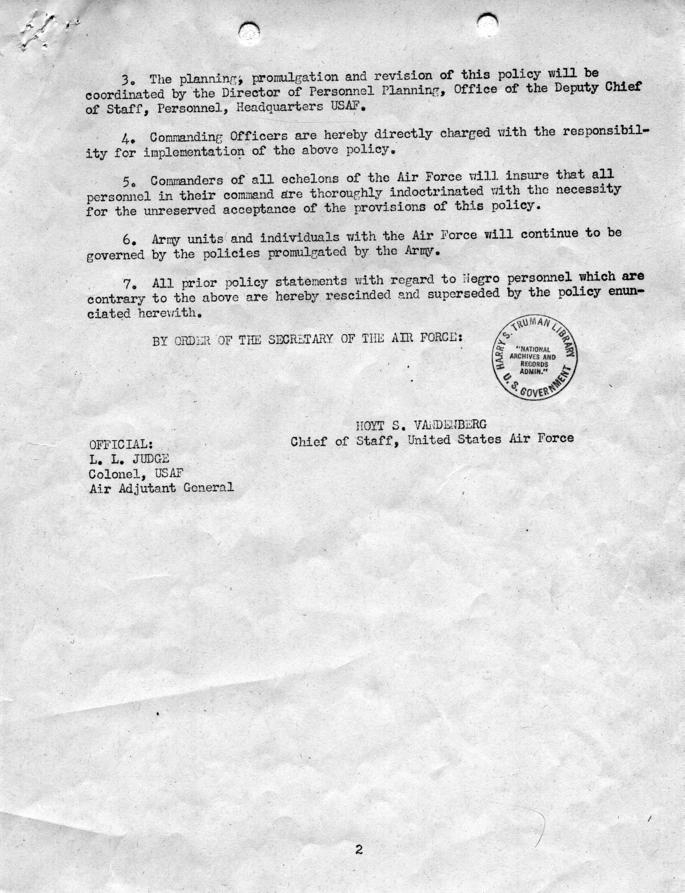 3. The planning, promulgation and revision of this policy will be
coordinated by the Director of Personnel Planning, Office of the Deputy Chief
of Staff, Personnel, Headquarters USAF.
4. Commanding Officers are hereby directly charged with the responsibil-
ity for implementation of the above policy.
5. Commanders of all echelons of the Air Force will insure that all
personnel in their command are thoroughly indoctrinated with the necessity
for the unreserved acceptance of the provisions of this policy.
6. Army units and individuals with the Air Force will continue to be
governed by the policies promulgated by the Army.
7. All prior policy statements with regard to Negro personnel which are
contrary to the above are hereby rescinded and superseded by the policy enun-
ciated herewith.
BY ORDER OF THE SECRETARY OF THE AIR FORCE:
HARRY S. TRUMAN LIBRARY
"NATIONAL
ARCHIVES AND
RECORDS
ADMIN."
U. S. GOVERNMENT
HOYT S. VANDENBERG
Chief of Staff, United States Air Force
OFFICIAL:
L. L. JUDGE
Colonel, USAF
Air Adjutant General
2